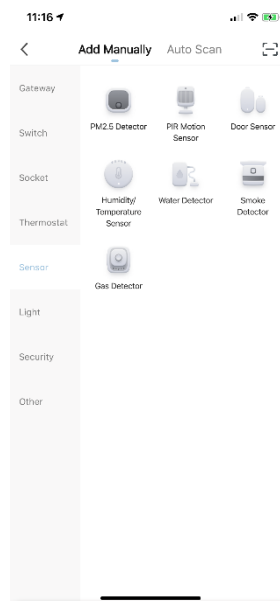 11:16
Add Manually Auto Scan
Gateway
Switch
Socket
Thermostat
Sensor
Light
Security
Other
PM2.5 Detector
PIR Motion
Sensor
Door Sensor
Humidity/
Temperature
Sensor
Water Detector
Smoke
Detector
Gas Detector